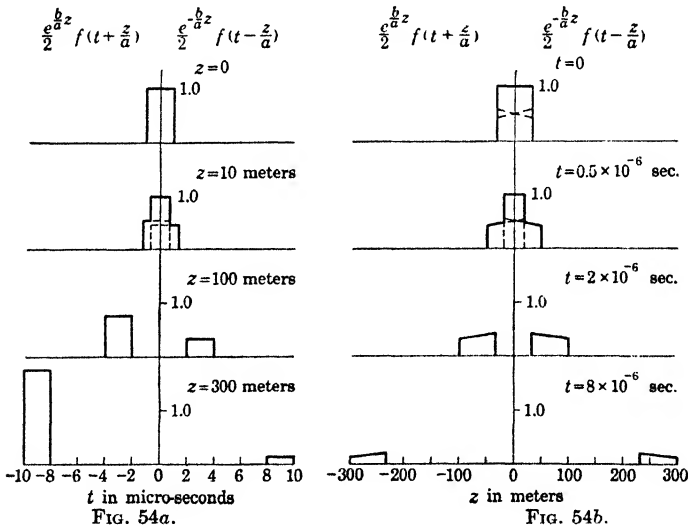 e^{b/a z}/2 f(t+z/a) e^{-b/a z}/2 f(t-z/a)
z=0
1.0
z=10 meters
1.0
z=100 meters
1.0
z=300 meters
1.0
-10 -8 -6 -4 -2 0 2 4 6 8 10
t in micro-seconds
FIG. 54a.
e^{b/a z}/2 f(t+z/a) e^{-b/a z}/2 f(t-z/a)
t=0
1.0
t=0.5×10^{-6} sec.
1.0
t=2×10^{-6} sec.
1.0
t=8×10^{-6} sec.
1.0
-300 -200 -100 0 100 200 300
z in meters
FIG. 54b.